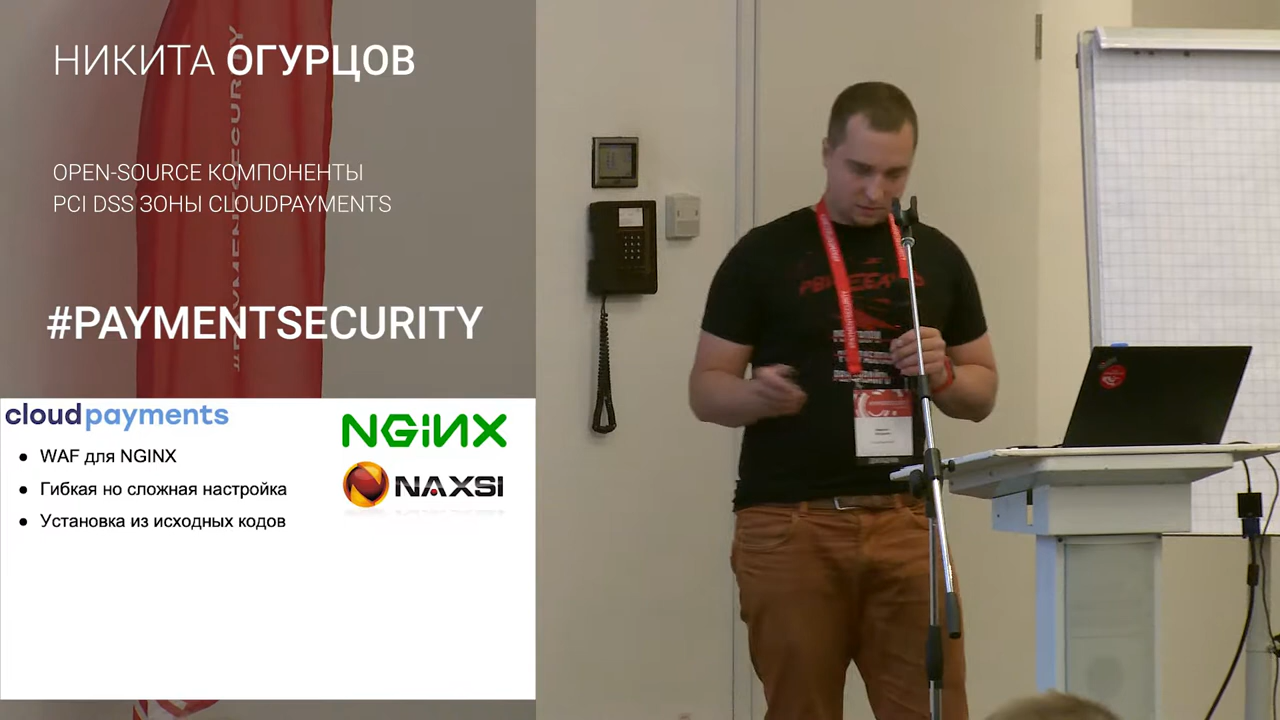 НИКИТА ОГУРЦОВ
OPEN-SOURCE КОМПОНЕНТЫ
PCI DSS ЗОНЫ CLOUDPAYMENTS
#PAYMENTSECURITY
#PAYMENTSECURITY
cloudpayments
NGiNX
NAXSI
● WAF для NGINX
● Гибкая но сложная настройка
● Установка из исходных кодов